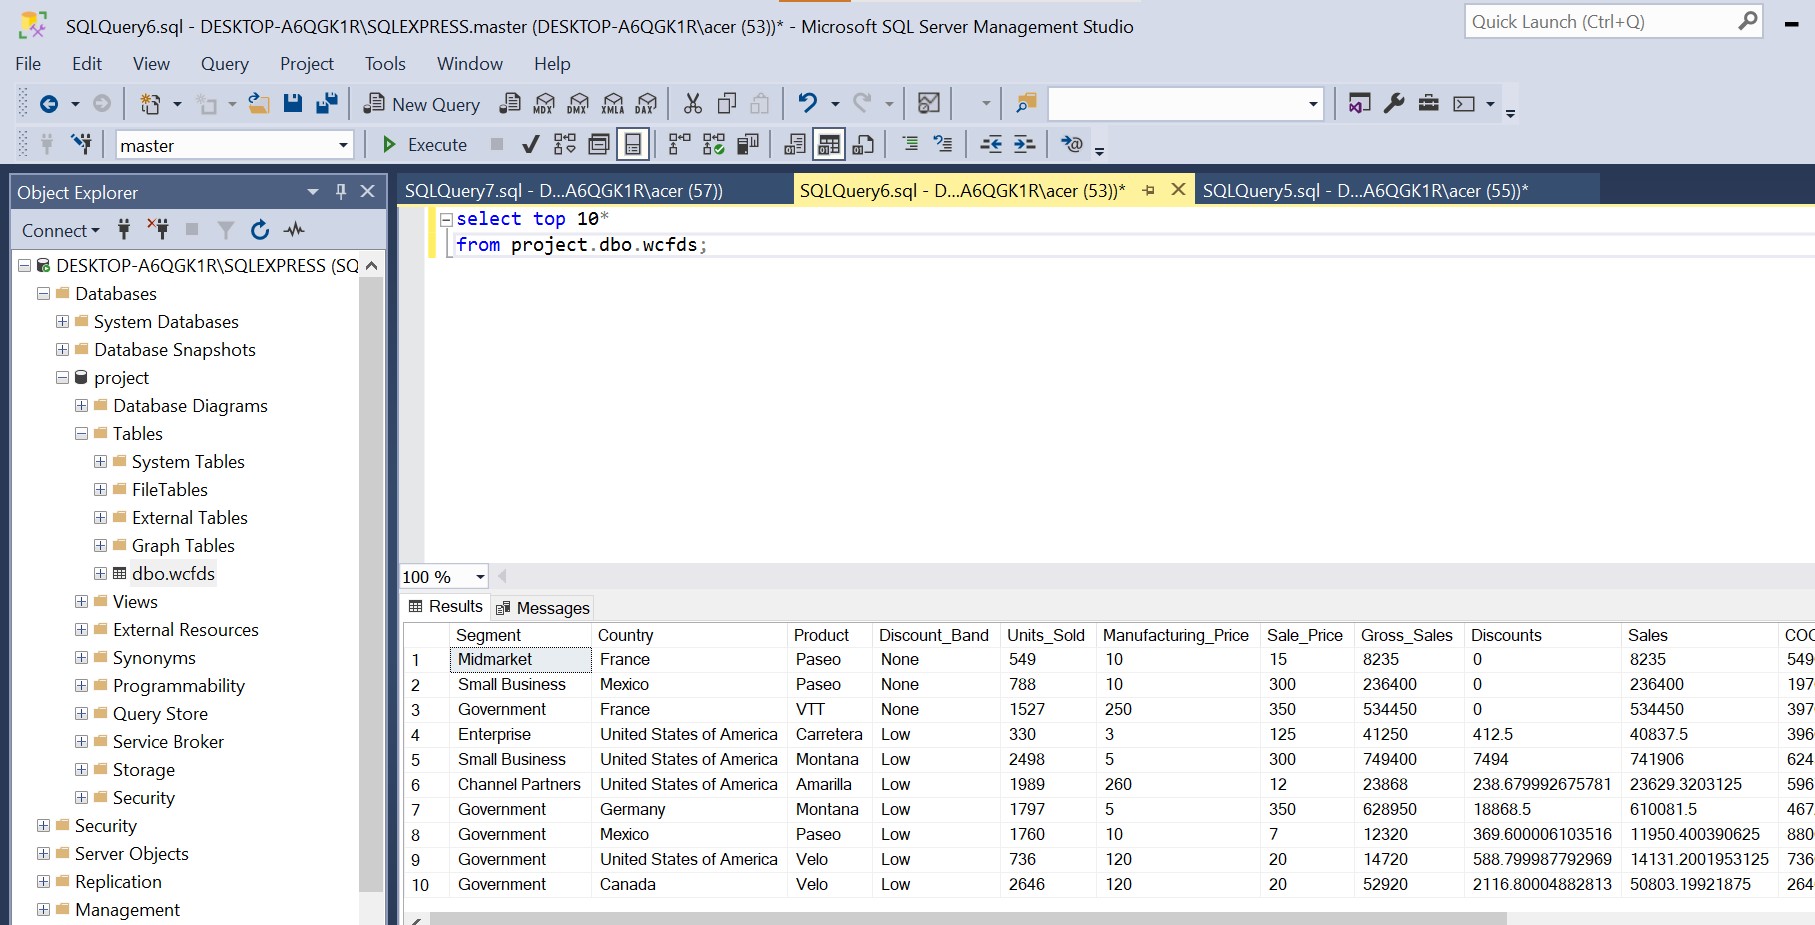 SQLQuery6.sql - DESKTOP-A6QGK1R\SQLEXPRESS.master (DESKTOP-A6QGK1R\acer (53))* - Microsoft SQL Server Management Studio
Quick Launch (Ctrl+Q)
File Edit View Query Project Tools Window Help
New Query MDX DMX XMLA DAX
master Execute
Object Explorer
SQLQuery7.sql - D...A6QGK1R\acer (57)) SQLQuery6.sql - D...A6QGK1R\acer (53))* SQLQuery5.sql - D...A6QGK1R\acer (55))*
Connect
DESKTOP-A6QGK1R\SQLEXPRESS (SQ
Databases
System Databases
Database Snapshots
project
Database Diagrams
Tables
System Tables
FileTables
External Tables
Graph Tables
dbo.wcfds
Views
External Resources
Synonyms
Programmability
Query Store
Service Broker
Storage
Security
Security
Server Objects
Replication
Management
select top 10*
from project.dbo.wcfds;
100 %
Results Messages
Segment Country Product Discount_Band Units_Sold Manufacturing_Price Sale_Price Gross_Sales Discounts Sales COG
1 Midmarket France Paseo None 549 10 15 8235 0 8235 549
2 Small Business Mexico Paseo None 788 10 300 236400 0 236400 197
3 Government France VTT None 1527 250 350 534450 0 534450 397
4 Enterprise United States of America Carretera Low 330 3 125 41250 412.5 40837.5 396
5 Small Business United States of America Montana Low 2498 5 300 749400 7494 741906 624
6 Channel Partners United States of America Amarilla Low 1989 260 12 23868 238.679992675781 23629.3203125 596
7 Government Germany Montana Low 1797 5 350 628950 18868.5 610081.5 467
8 Government Mexico Paseo Low 1760 10 7 12320 369.600006103516 11950.400390625 880
9 Government United States of America Velo Low 736 120 20 14720 588.799987792969 14131.2001953125 736
10 Government Canada Velo Low 2646 120 20 52920 2116.80004882813 50803.19921875 264